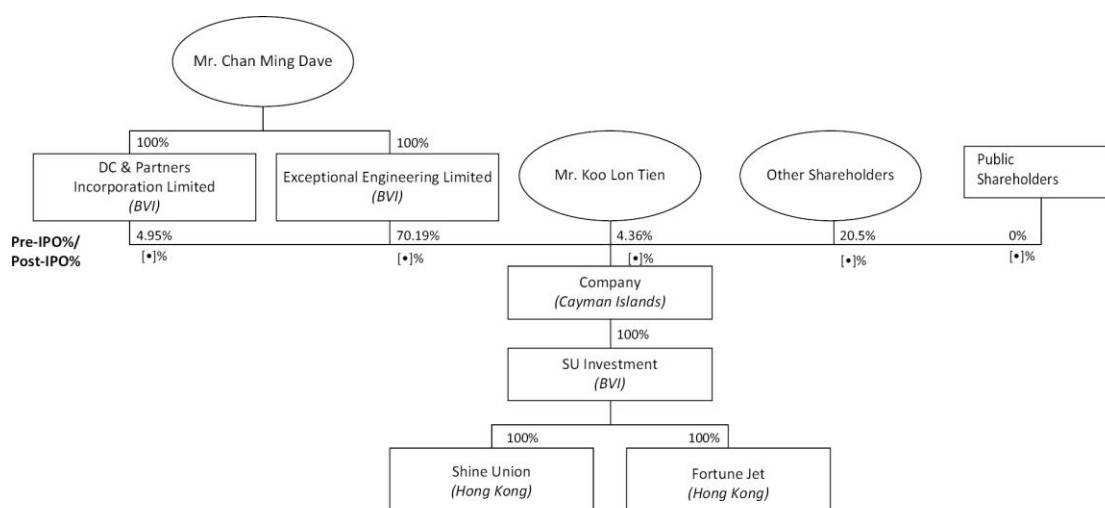 Mr. Chan Ming Dave
100%
100%
DC & Partners
Incorporation Limited
(BVI)
Exceptional Engineering Limited
(BVI)
Mr. Koo Lon Tien
Other Shareholders
Public
Shareholders
Pre-IPO%/
Post-IPO%
4.95%
[•]%
70.19%
[•]%
4.36%
[•]%
20.5%
[•]%
0%
[•]%
Company
(Cayman Islands)
100%
SU Investment
(BVI)
100%
100%
Shine Union
(Hong Kong)
Fortune Jet
(Hong Kong)